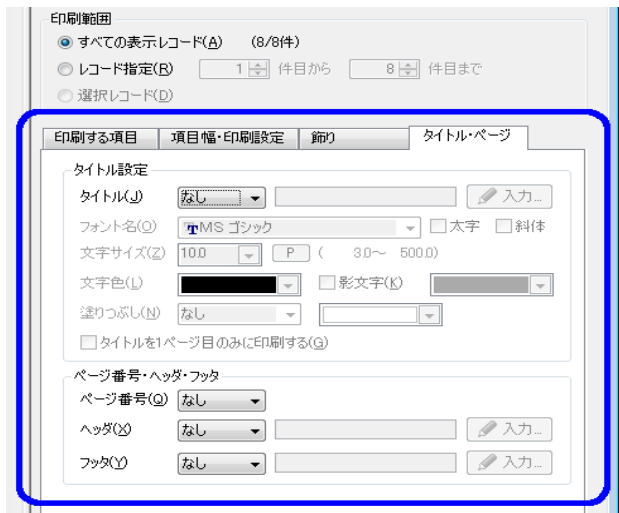 印刷範囲
すべての表示レコード(A) (8/8件)
レコード指定(R) 1 件目から 8 件目まで
選択レコード(D)
印刷する項目 項目幅・印刷設定 飾り タイトル・ページ
タイトル設定
タイトル(J) なし 入力...
フォント名(O) MS ゴシック 太字 斜体
文字サイズ(Z) 10.0 P ( 3.0～ 500.0)
文字色(L) 影文字(K)
塗りつぶし(N) なし
タイトルを1ページ目のみに印刷する(G)
ページ番号・ヘッダ・フッタ
ページ番号(Q) なし
ヘッダ(X) なし 入力...
フッタ(Y) なし 入力...